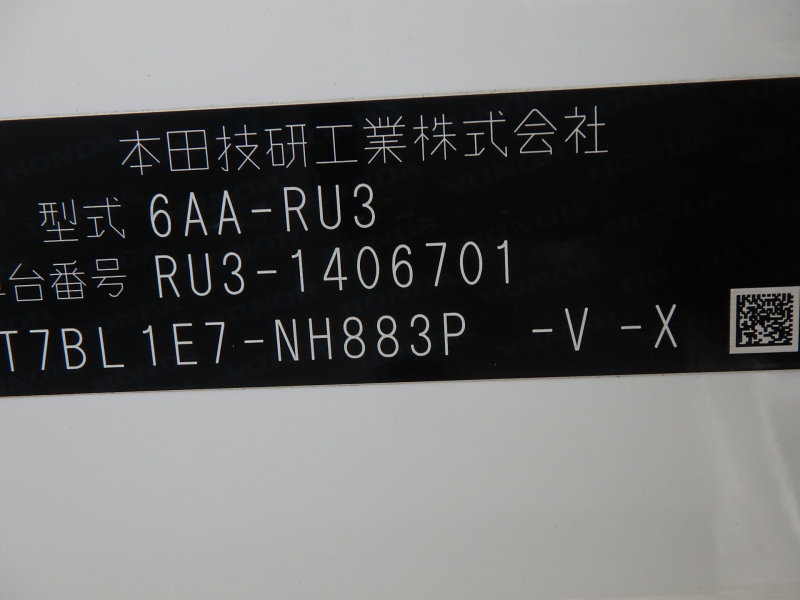 本田技研工業株式会社
型式 6AA-RU3
台番号 RU3-1406701
T7BL1E7-NH883P -V -X